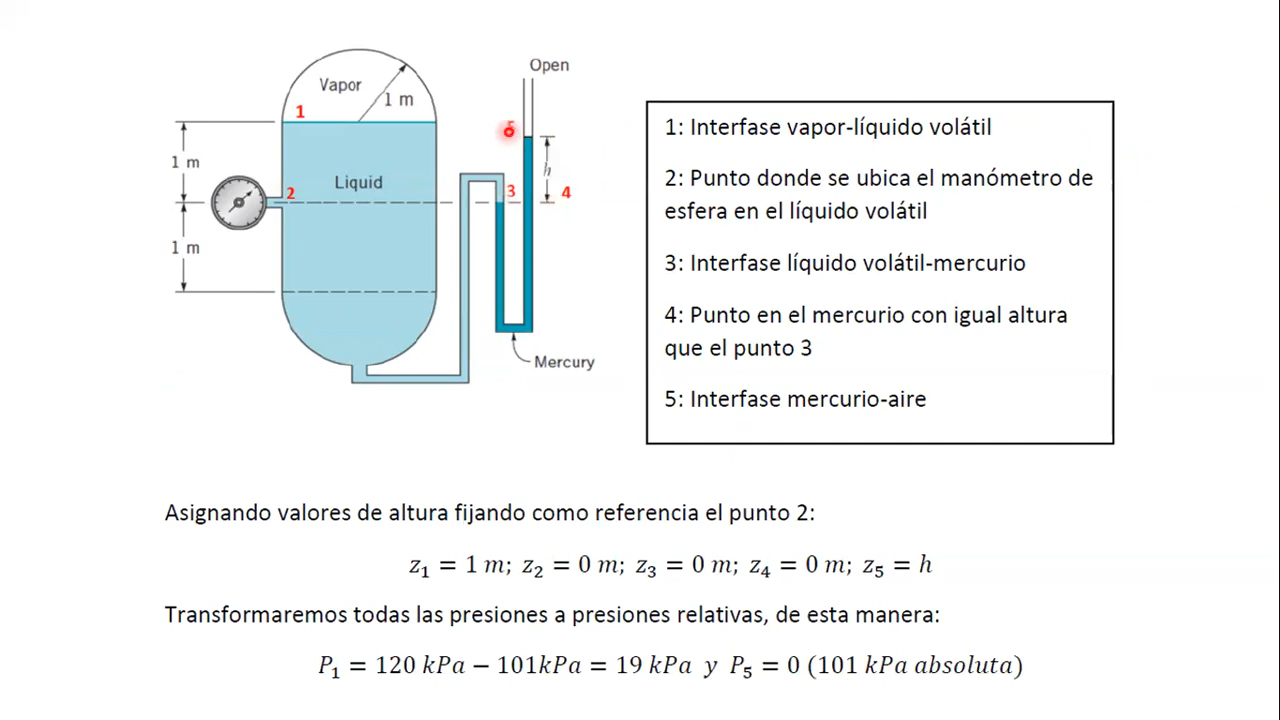 Open
Vapor
1 m
1
5
1 m
h
Liquid
2
3
4
1 m
Mercury
1: Interfase vapor-líquido volátil
2: Punto donde se ubica el manómetro de
esfera en el líquido volátil
3: Interfase líquido volátil-mercurio
4: Punto en el mercurio con igual altura
que el punto 3
5: Interfase mercurio-aire
Asignando valores de altura fijando como referencia el punto 2:
z₁ = 1 m; z₂ = 0 m; z₃ = 0 m; z₄ = 0 m; z₅ = h
Transformaremos todas las presiones a presiones relativas, de esta manera:
P₁ = 120 kPa − 101kPa = 19 kPa y P₅ = 0 (101 kPa absoluta)